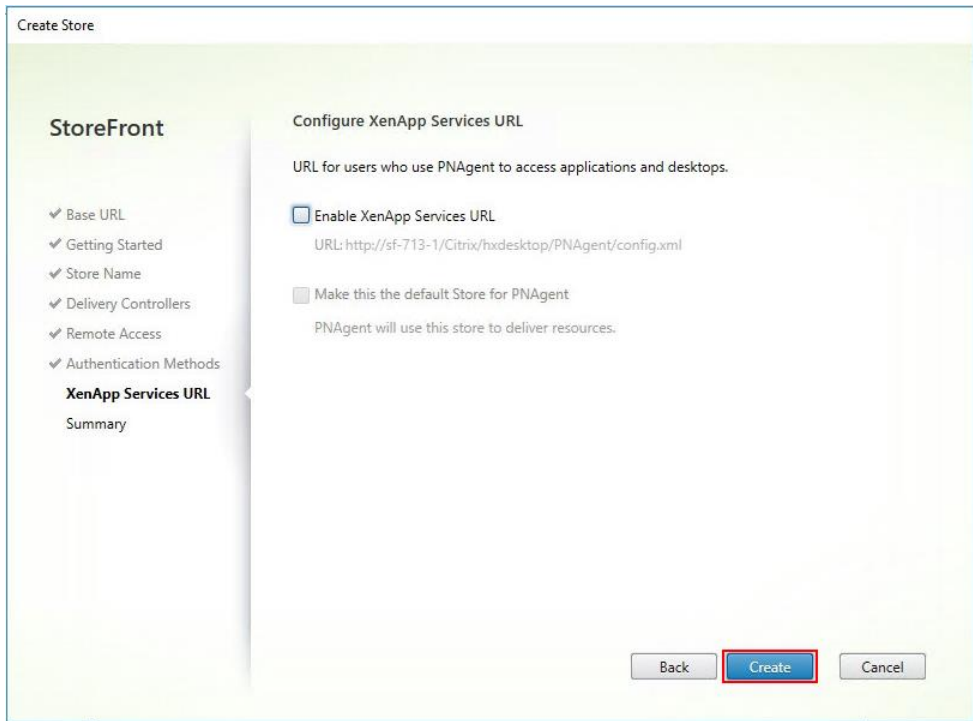 Create Store
StoreFront
Base URL
Getting Started
Store Name
Delivery Controllers
Remote Access
Authentication Methods
XenApp Services URL
Summary
Configure XenApp Services URL
URL for users who use PNAgent to access applications and desktops.
Enable XenApp Services URL
URL: http://sf-713-1/Citrix/hxdesktop/PNAgent/config.xml
Make this the default Store for PNAgent
PNAgent will use this store to deliver resources.
Back
Create
Cancel